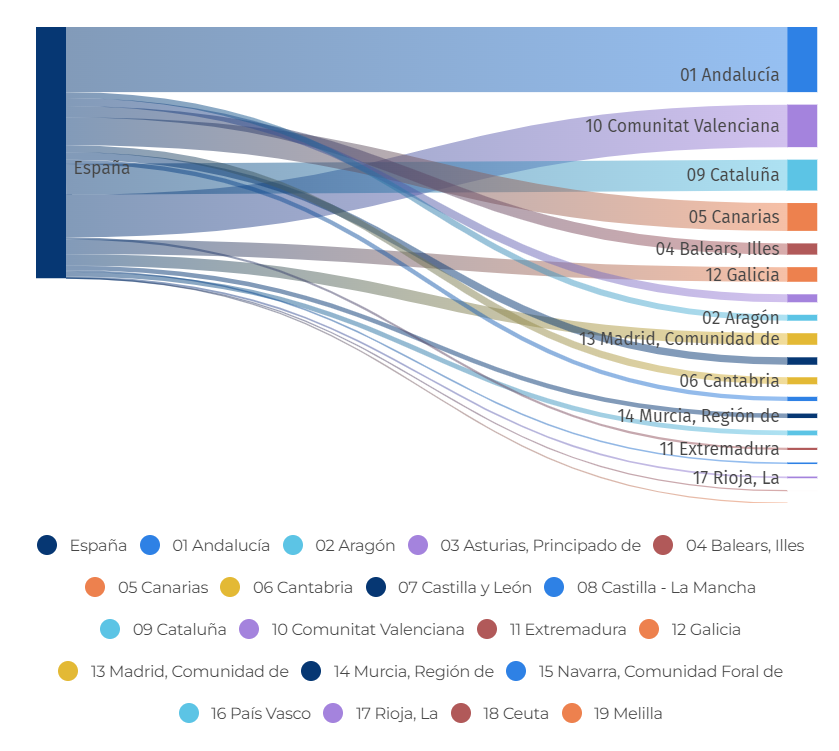 01 Andalucía
10 Comunitat Valenciana
España
09 Cataluña
05 Canarias
04 Balears, Illes
12 Galicia
02 Aragón
13 Madrid, Comunidad de
06 Cantabria
14 Murcia, Región de
11 Extremadura
17 Rioja, La
España 01 Andalucía 02 Aragón 03 Asturias, Principado de 04 Balears, Illes
05 Canarias 06 Cantabria 07 Castilla y León 08 Castilla - La Mancha
09 Cataluña 10 Comunitat Valenciana 11 Extremadura 12 Galicia
13 Madrid, Comunidad de 14 Murcia, Región de 15 Navarra, Comunidad Foral de
16 País Vasco 17 Rioja, La 18 Ceuta 19 Melilla